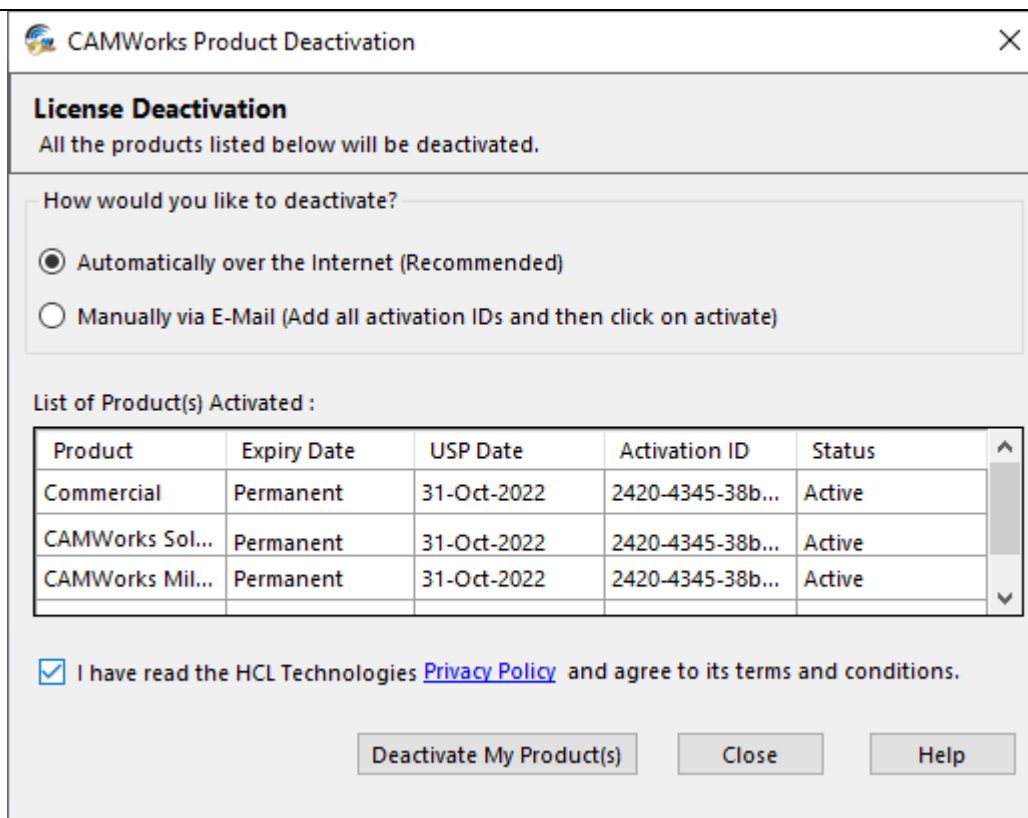 CAMWorks Product Deactivation
License Deactivation
All the products listed below will be deactivated.
How would you like to deactivate?
Automatically over the Internet (Recommended)
Manually via E-Mail (Add all activation IDs and then click on activate)
List of Product(s) Activated :
Product Expiry Date USP Date Activation ID Status
Commercial Permanent 31-Oct-2022 2420-4345-38b... Active
CAMWorks Sol... Permanent 31-Oct-2022 2420-4345-38b... Active
CAMWorks Mil... Permanent 31-Oct-2022 2420-4345-38b... Active
I have read the HCL Technologies Privacy Policy and agree to its terms and conditions.
Deactivate My Product(s) Close Help